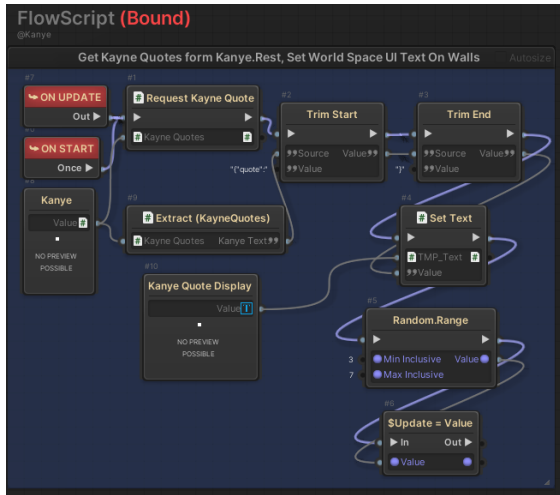 FlowScript (Bound)
@Kanye
Get Kayne Quotes form Kanye.Rest, Set World Space UI Text On Walls
Autosize
#7
ON UPDATE
Out
#1
Request Kayne Quote
Kayne Quotes
#2
Trim Start
Source Value
"{"quote":" Value
#3
Trim End
Source Value
"}" Value
ON START
Once
Kanye
Value
NO PREVIEW
POSSIBLE
#9
Extract (KayneQuotes)
Kayne Quotes Kanye Text
#4
Set Text
TMP_Text
Value
#10
Kanye Quote Display
Value
NO PREVIEW
POSSIBLE
#5
Random.Range
3 Min Inclusive Value
7 Max Inclusive
#6
$Update = Value
In Out
Value